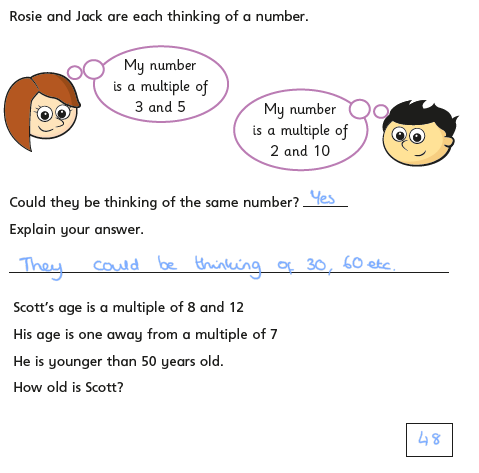 Rosie and Jack are each thinking of a number.
My number
is a multiple of
3 and 5
My number
is a multiple of
2 and 10
Could they be thinking of the same number? Yes
Explain your answer.
They could be thinking of 30, 60 etc.
Scott's age is a multiple of 8 and 12
His age is one away from a multiple of 7
He is younger than 50 years old.
How old is Scott?
48